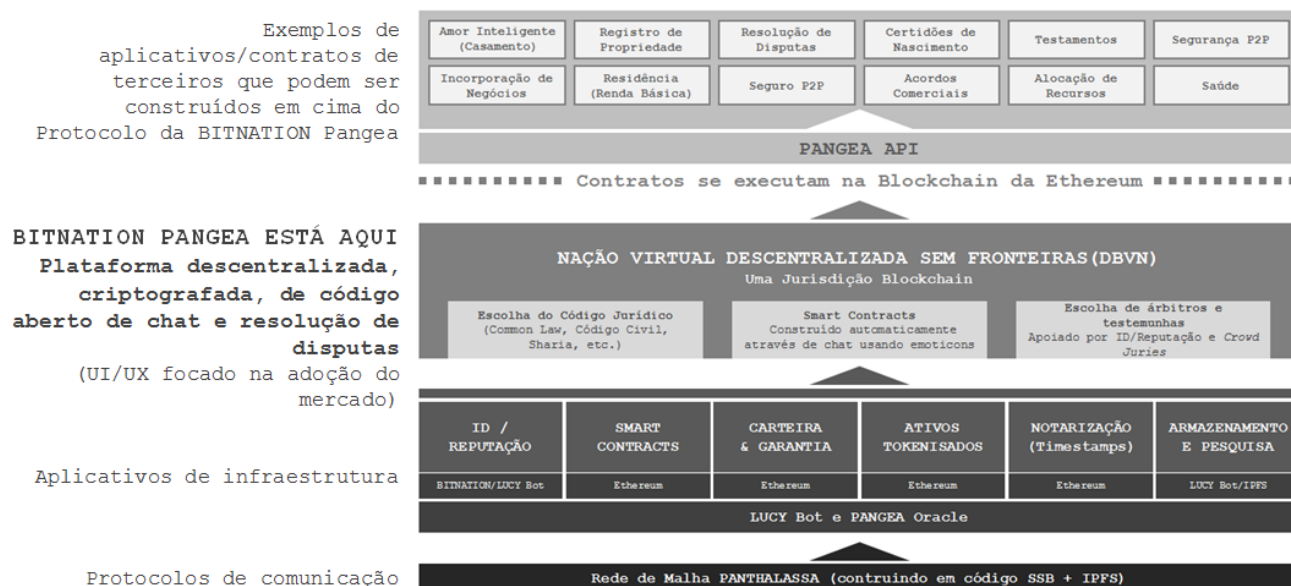 Exemplos de
aplicativos/contratos de
terceiros que podem ser
construídos em cima do
Protocolo da BITNATION Pangea
Amor Inteligente
(Casamento)
Registro de
Propriedade
Resolução de
Disputas
Certidões de
Nascimento
Testamentos
Segurança P2P
Incorporação de
Negócios
Residência
(Renda Básica)
Seguro P2P
Acordos
Comerciais
Alocação de
Recursos
Saúde
PANGEA API
Contratos se executam na Blockchain da Ethereum
BITNATION PANGEA ESTÁ AQUI
Plataforma descentralizada,
criptografada, de código
aberto de chat e resolução de
disputas
(UI/UX focado na adoção do
mercado)
NAÇÃO VIRTUAL DESCENTRALIZADA SEM FRONTEIRAS(DBVN)
Uma Jurisdição Blockchain
Escolha do Código Jurídico
(Common Law, Código Civil,
Sharia, etc.)
Smart Contracts
Construído automaticamente
através de chat usando emoticons
Escolha de árbitros e
testemunhas
Apoiado por ID/Reputação e Crowd
Juries
Aplicativos de infraestrutura
ID /
REPUTAÇÃO
SMART
CONTRACTS
CARTEIRA
& GARANTIA
ATIVOS
TOKENISADOS
NOTARIZAÇÃO
(Timestamps)
ARMAZENAMENTO
E PESQUISA
BITNATION/LUCY Bot
Ethereum
Ethereum
Ethereum
Ethereum
LUCY Bot/IPFS
LUCY Bot e PANGEA Oracle
Protocolos de comunicação
Rede de Malha PANTHALASSA (contruindo em código SSB + IPFS)